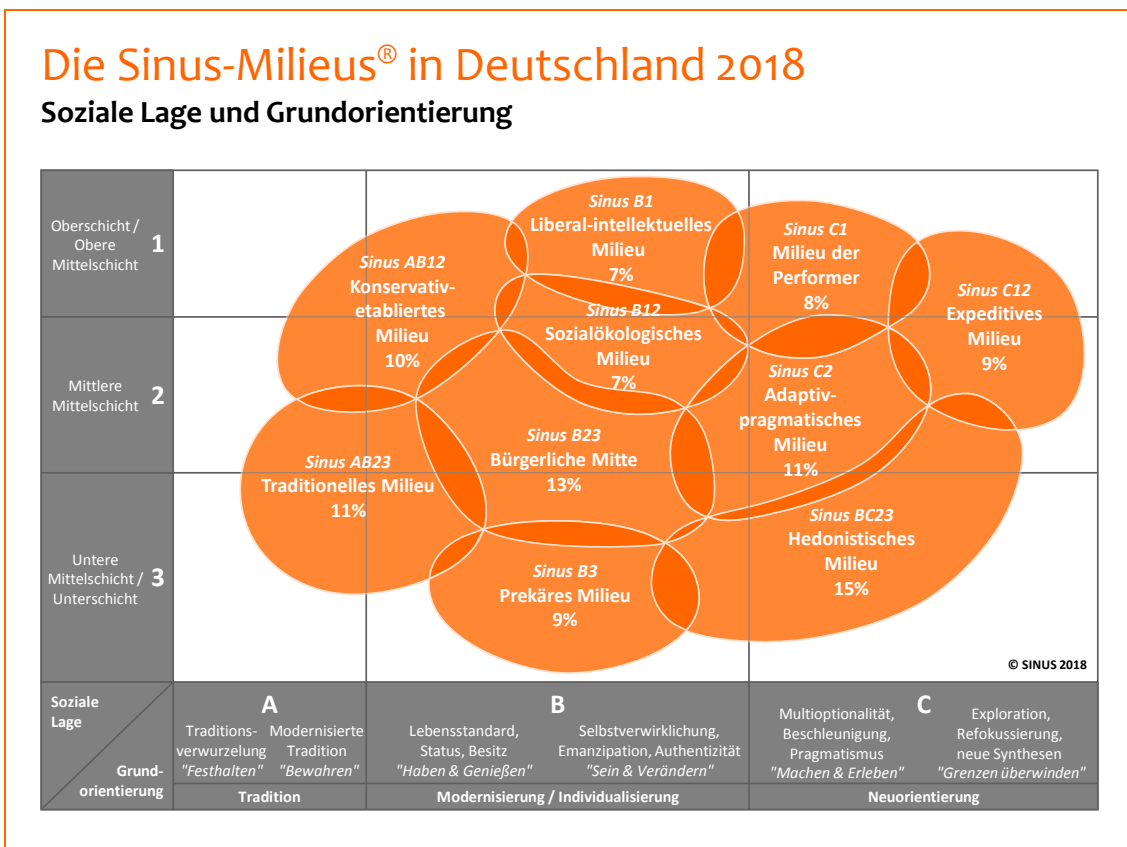 Die Sinus-Milieus® in Deutschland 2018
Soziale Lage und Grundorientierung
Oberschicht /
Obere
Mittelschicht
1
Mittlere
Mittelschicht
2
Untere
Mittelschicht /
Unterschicht
3
Sinus B1
Liberal-intellektuelles
Milieu
7%
Sinus C1
Milieu der
Performer
8%
Sinus AB12
Konservativ-
etabliertes
Milieu
10%
Sinus C12
Expeditives
Milieu
9%
Sinus B12
Sozialökologisches
Milieu
7%
Sinus C2
Adaptiv-
pragmatisches
Milieu
11%
Sinus AB23
Traditionelles Milieu
11%
Sinus B23
Bürgerliche Mitte
13%
Sinus BC23
Hedonistisches
Milieu
15%
Sinus B3
Prekäres Milieu
9%
© SINUS 2018
Soziale
Lage
Grund-
orientierung
A
Traditions-
verwurzelung
"Festhalten"
Modernisierte
Tradition
"Bewahren"
Tradition
B
Lebensstandard,
Status, Besitz
"Haben & Genießen"
Selbstverwirklichung,
Emanzipation, Authentizität
"Sein & Verändern"
Modernisierung / Individualisierung
C
Multioptionalität,
Beschleunigung,
Pragmatismus
"Machen & Erleben"
Exploration,
Refokussierung,
neue Synthesen
"Grenzen überwinden"
Neuorientierung